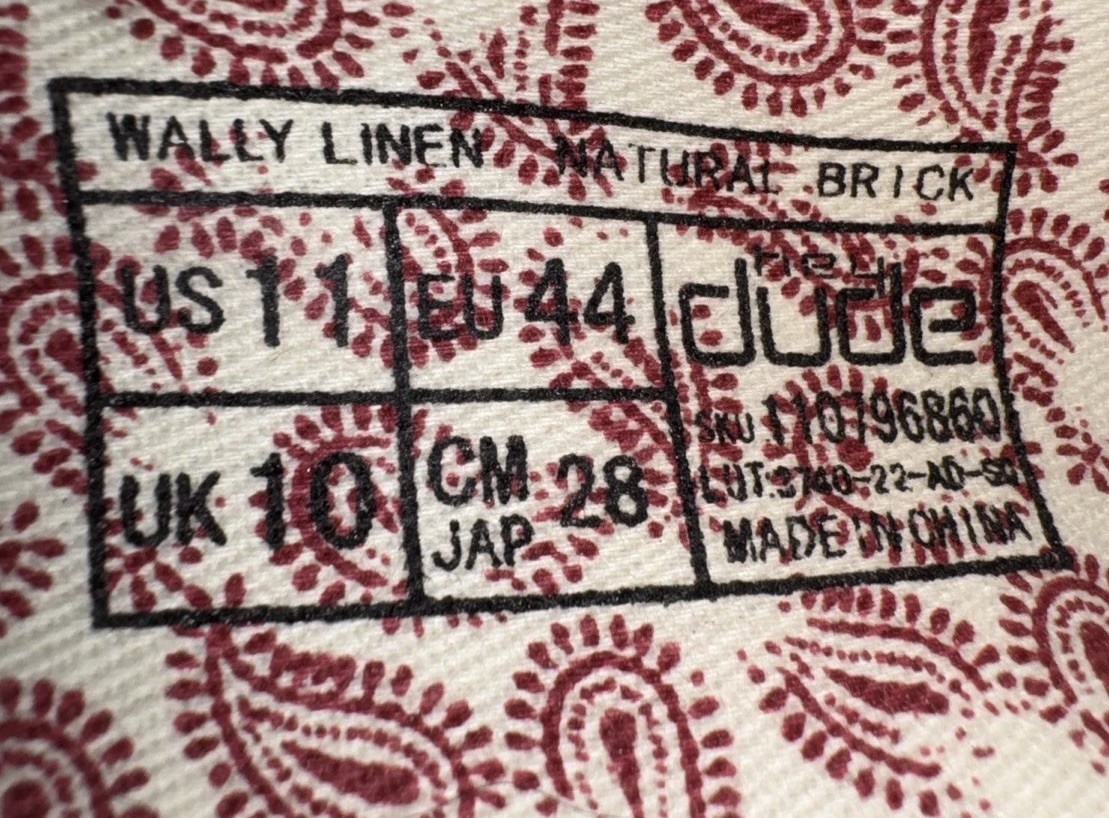 WALLY LINEN NATURAL BRICK
US 11
EU 44
hey
dude
UK 10
CM 28
JAP
SKU.110796860
MADE IN CHINA